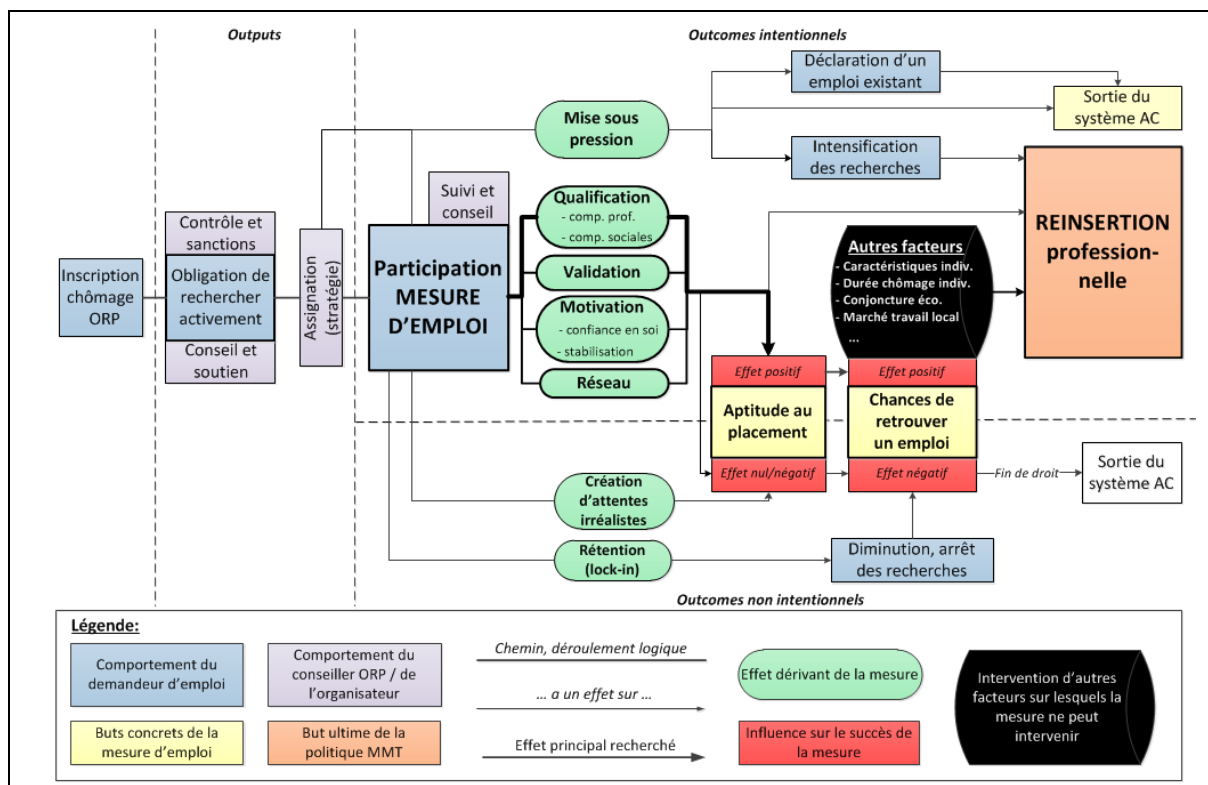 Outputs
Outcomes intentionnels
Déclaration d'un
emploi existant
Sortie du
système AC
Mise sous
pression
Intensification
des recherches
Suivi et
conseil
Qualification
- comp. prof.
- comp. sociales
Contrôle et
sanctions
Inscription
chômage
ORP
Obligation de
rechercher
activement
Conseil et
soutien
Assignation
(stratégie)
Participation
MESURE
D'EMPLOI
Validation
Motivation
- confiance en soi
- stabilisation
Réseau
Autres facteurs
- Caractéristiques indiv.
- Durée chômage indiv.
- Conjoncture éco.
- Marché travail local
...
REINSERTION
profession-
nelle
Effet positif
Effet positif
Aptitude au
placement
Chances de
retrouver
un emploi
Effet nul/négatif
Effet négatif
Fin de droit
Sortie du
système AC
Création
d'attentes
irréalistes
Rétention
(lock-in)
Diminution, arrêt
des recherches
Outcomes non intentionnels
Légende:
Comportement du
demandeur d'emploi
Comportement du
conseiller ORP / de
l'organisateur
Chemin, déroulement logique
Effet dérivant de la mesure
Intervention d'autres
facteurs sur lesquels la
mesure ne peut
intervenir
... a un effet sur ...
Buts concrets de la
mesure d'emploi
But ultime de la
politique MMT
Effet principal recherché
Influence sur le succès de
la mesure